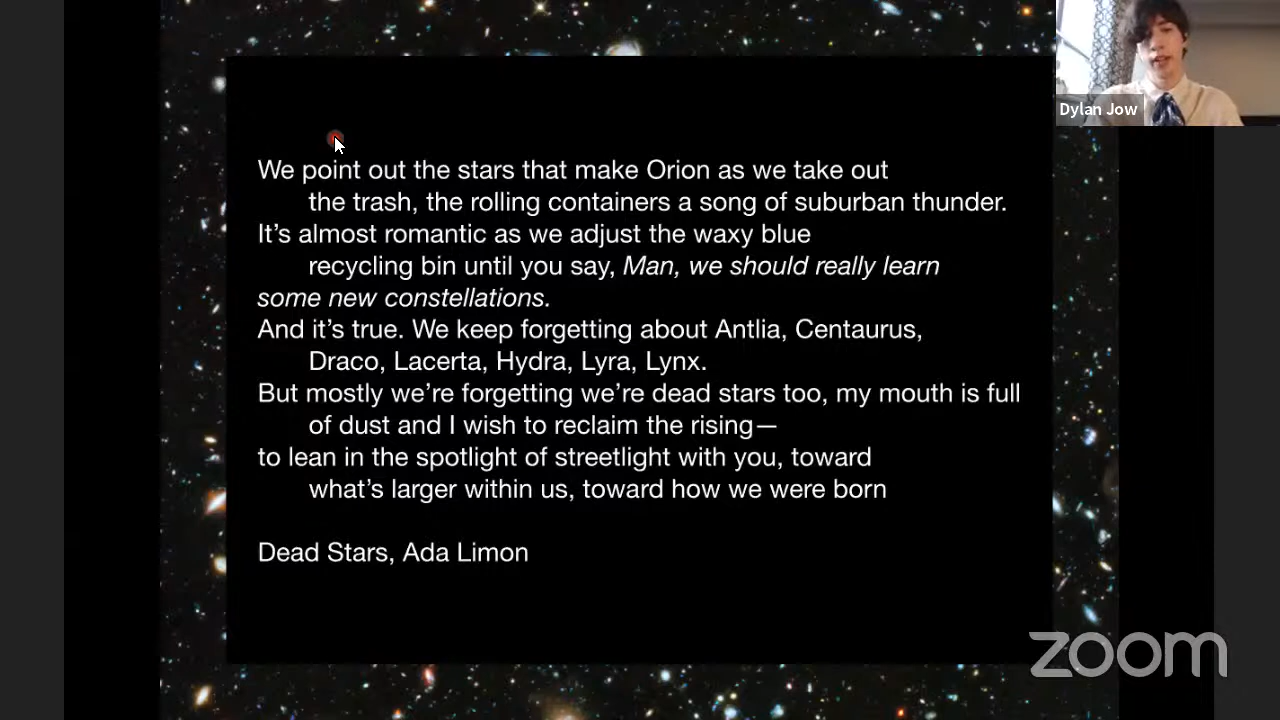 Dylan Jow
We point out the stars that make Orion as we take out
the trash, the rolling containers a song of suburban thunder.
It’s almost romantic as we adjust the waxy blue
recycling bin until you say, Man, we should really learn
some new constellations.
And it’s true. We keep forgetting about Antlia, Centaurus,
Draco, Lacerta, Hydra, Lyra, Lynx.
But mostly we’re forgetting we’re dead stars too, my mouth is full
of dust and I wish to reclaim the rising—
to lean in the spotlight of streetlight with you, toward
what’s larger within us, toward how we were born
Dead Stars, Ada Limon
zoom